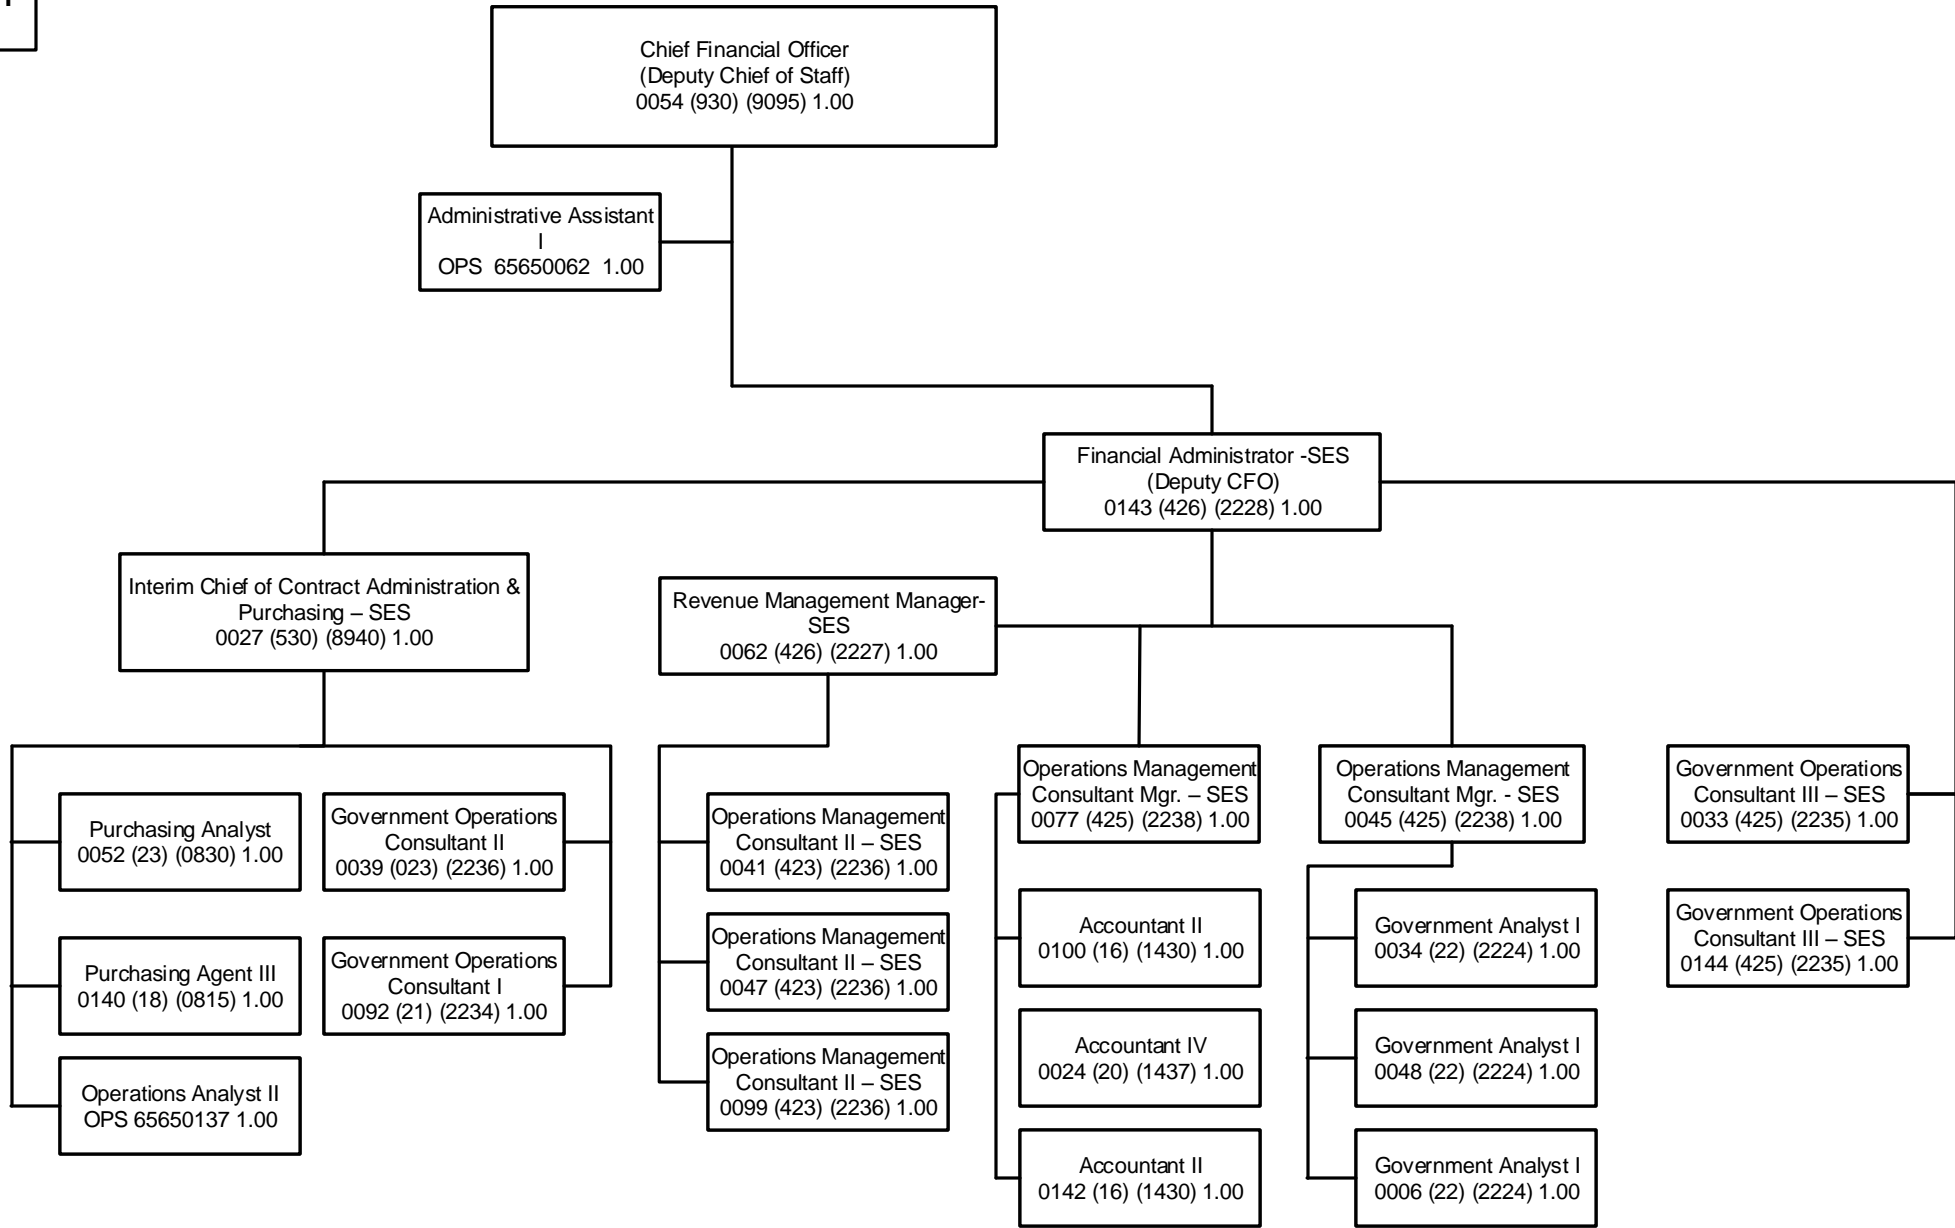 Chief Financial Officer
(Deputy Chief of Staff)
0054 (930) (9095) 1.00
Administrative Assistant
I
OPS 65650062 1.00
Financial Administrator -SES
(Deputy CFO)
0143 (426) (2228) 1.00
Interim Chief of Contract Administration &
Purchasing – SES
0027 (530) (8940) 1.00
Revenue Management Manager-
SES
0062 (426) (2227) 1.00
Purchasing Analyst
0052 (23) (0830) 1.00
Purchasing Agent III
0140 (18) (0815) 1.00
Operations Analyst II
OPS 65650137 1.00
Government Operations
Consultant II
0039 (023) (2236) 1.00
Government Operations
Consultant I
0092 (21) (2234) 1.00
Operations Management
Consultant II – SES
0041 (423) (2236) 1.00
Operations Management
Consultant II – SES
0047 (423) (2236) 1.00
Operations Management
Consultant II – SES
0099 (423) (2236) 1.00
Operations Management
Consultant Mgr. – SES
0077 (425) (2238) 1.00
Accountant II
0100 (16) (1430) 1.00
Accountant IV
0024 (20) (1437) 1.00
Accountant II
0142 (16) (1430) 1.00
Operations Management
Consultant Mgr. - SES
0045 (425) (2238) 1.00
Government Analyst I
0034 (22) (2224) 1.00
Government Analyst I
0048 (22) (2224) 1.00
Government Analyst I
0006 (22) (2224) 1.00
Government Operations
Consultant III – SES
0033 (425) (2235) 1.00
Government Operations
Consultant III – SES
0144 (425) (2235) 1.00